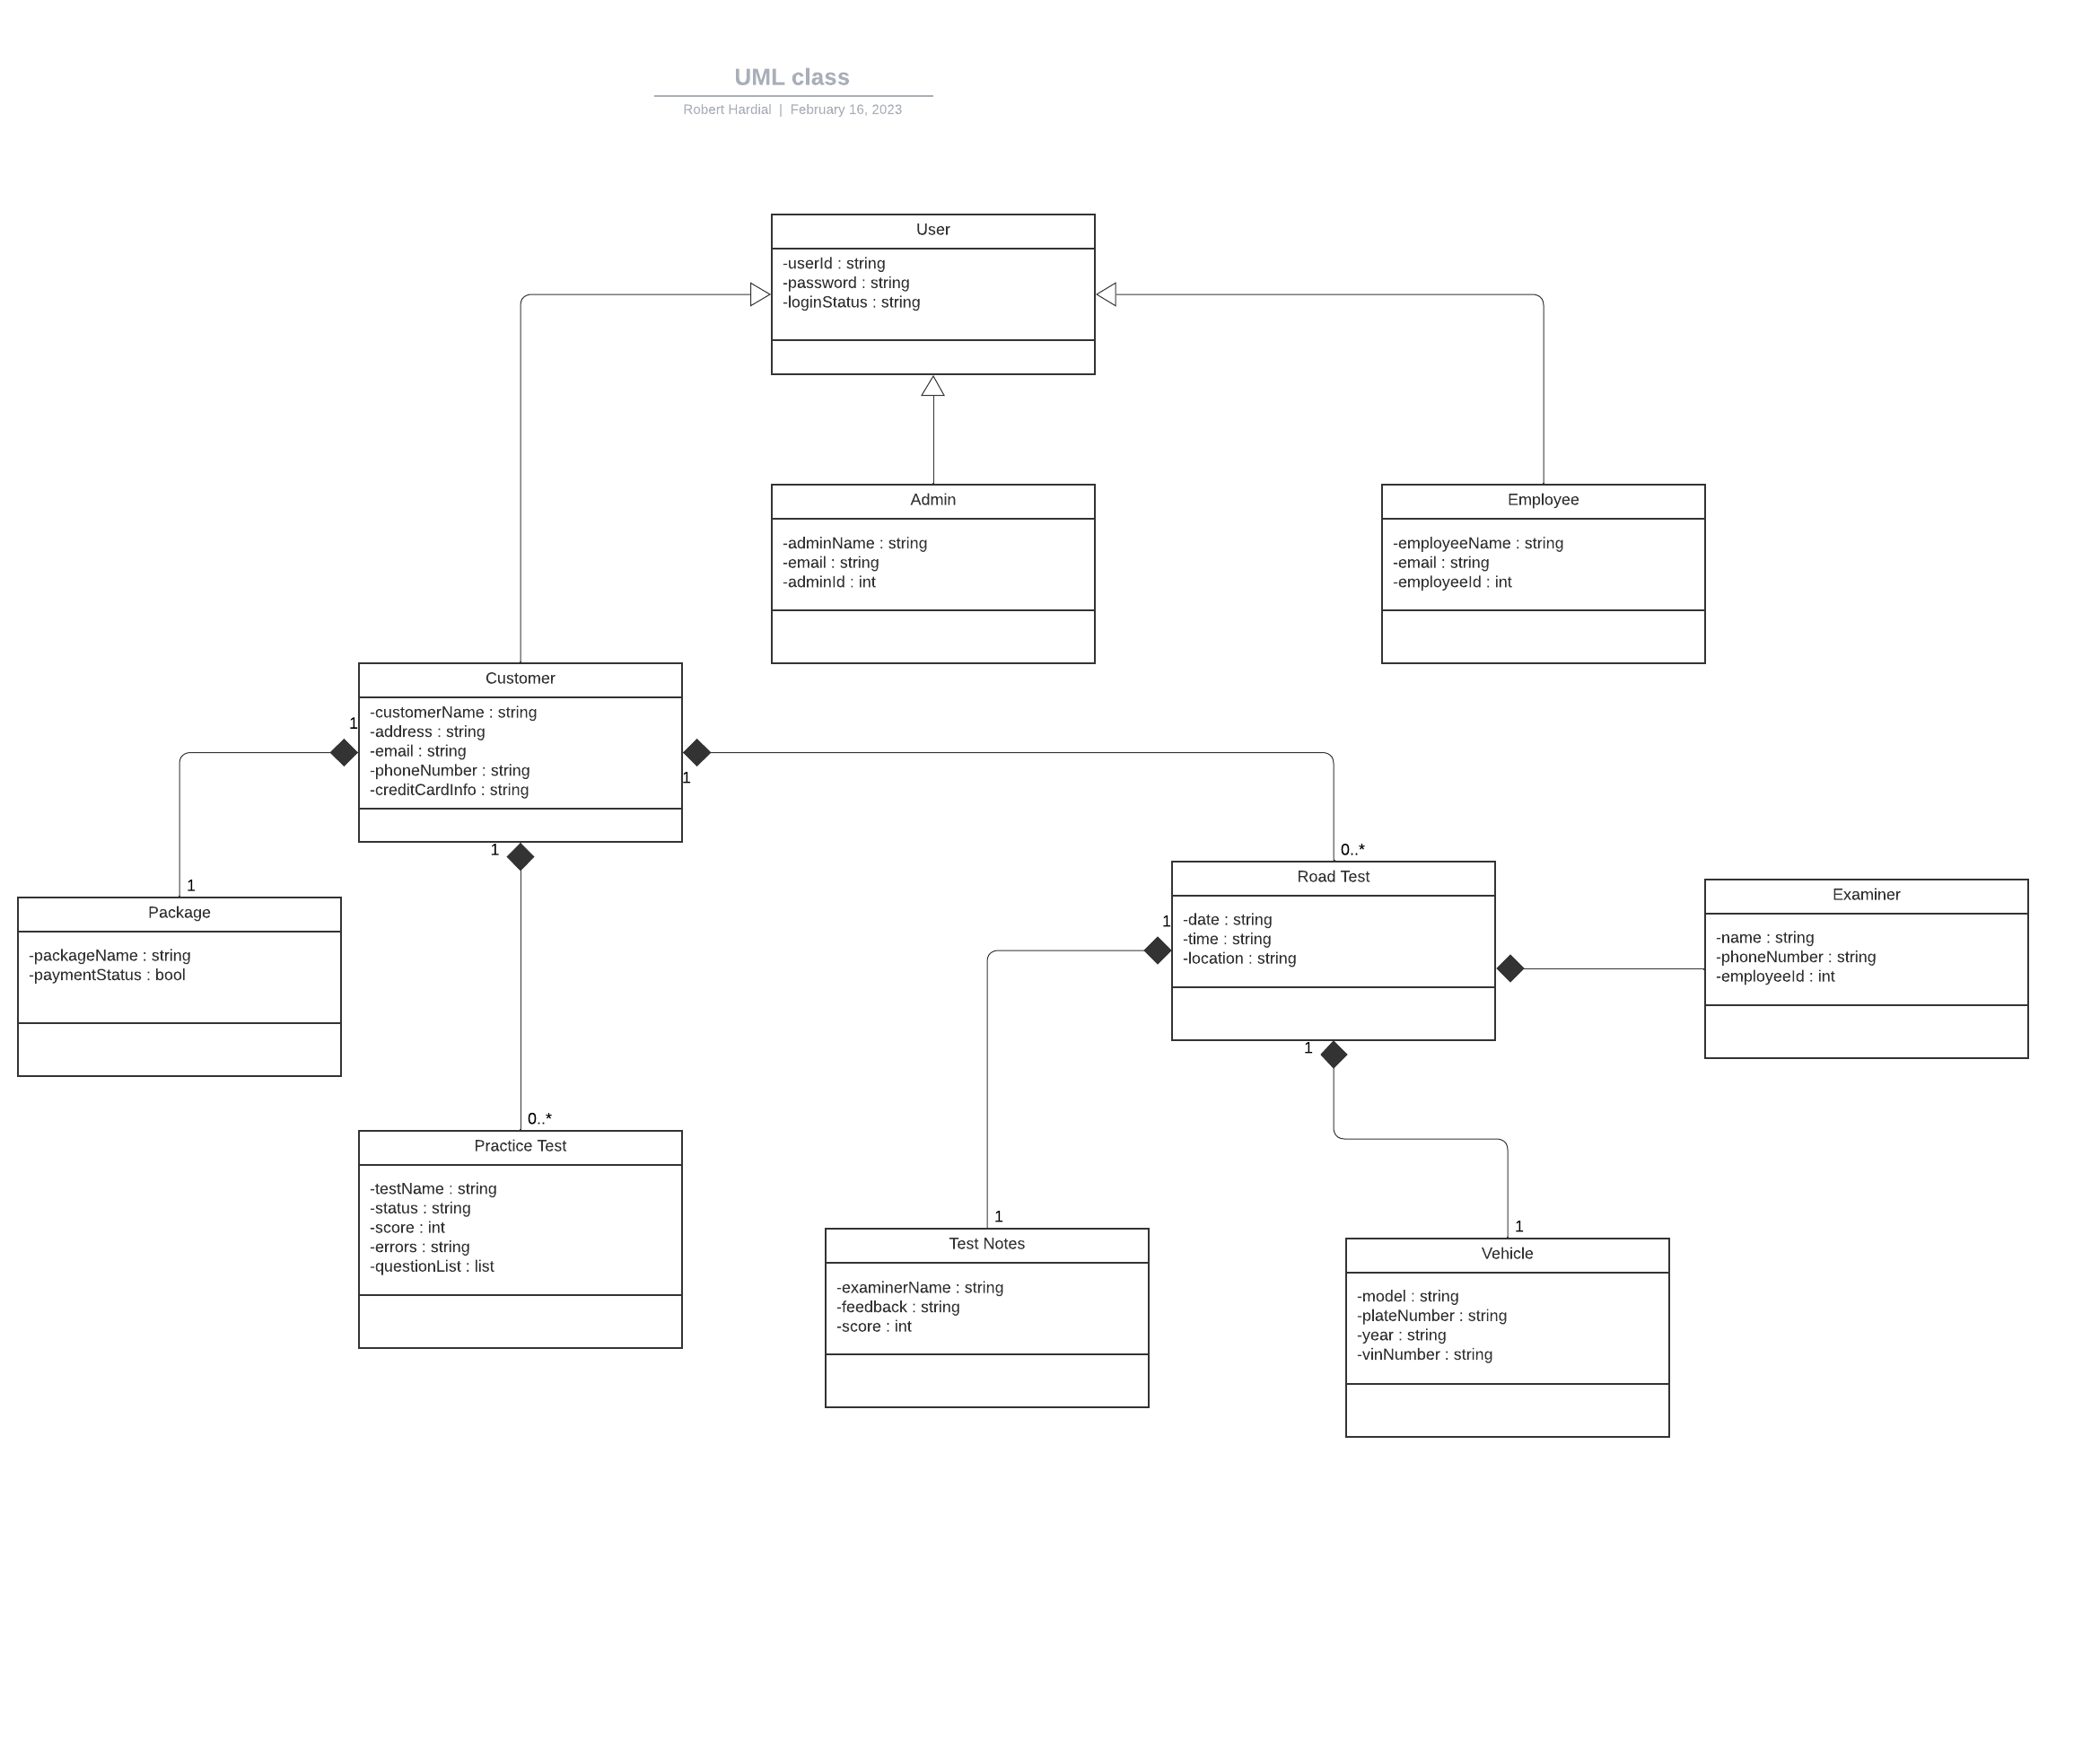 UML class
Robert Hardial | February 16, 2023
User
-userId : string
-password : string
-loginStatus : string
Admin
-adminName : string
-email : string
-adminId : int
Employee
-employeeName : string
-email : string
-employeeId : int
Customer
-customerName : string
-address : string
-email : string
-phoneNumber : string
-creditCardInfo : string
1
1
1
1
0..*
Package
-packageName : string
-paymentStatus : bool
0..*
Practice Test
-testName : string
-status : string
-score : int
-errors : string
-questionList : list
Road Test
-date : string
-time : string
-location : string
1
1
Examiner
-name : string
-phoneNumber : string
-employeeId : int
1
Test Notes
-examinerName : string
-feedback : string
-score : int
1
Vehicle
-model : string
-plateNumber : string
-year : string
-vinNumber : string